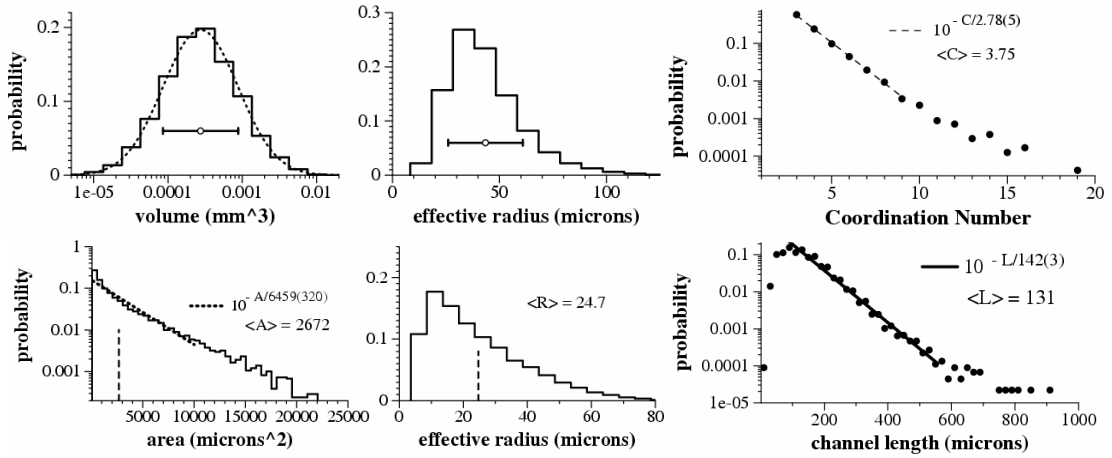 probability
0.2
0.1
0
1e-05
0.0001
0.001
0.01
volume (mm^3)
0.3
0.2
0.1
0
0
50
100
effective radius (microns)
probability
0.1
0.01
0.001
0.0001
10 - C/2.78(5)
<C> = 3.75
5
10
15
20
Coordination Number
probability
1
0.1
0.01
0.001
10 - A/6459(320)
<A> = 2672
5000
10000
15000
20000
25000
area (microns^2)
0.2
0.1
0
<R> = 24.7
0
20
40
60
80
effective radius (microns)
probability
0.1
0.01
0.001
0.0001
1e-05
10 - L/142(3)
<L> = 131
200
400
600
800
1000
channel length (microns)